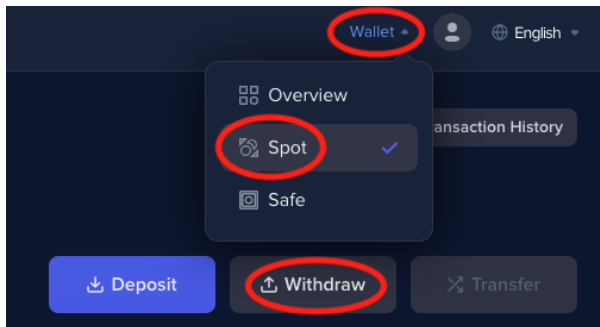 Wallet
English
Overview
ansaction History
Spot
Safe
Deposit
Withdraw
Transfer